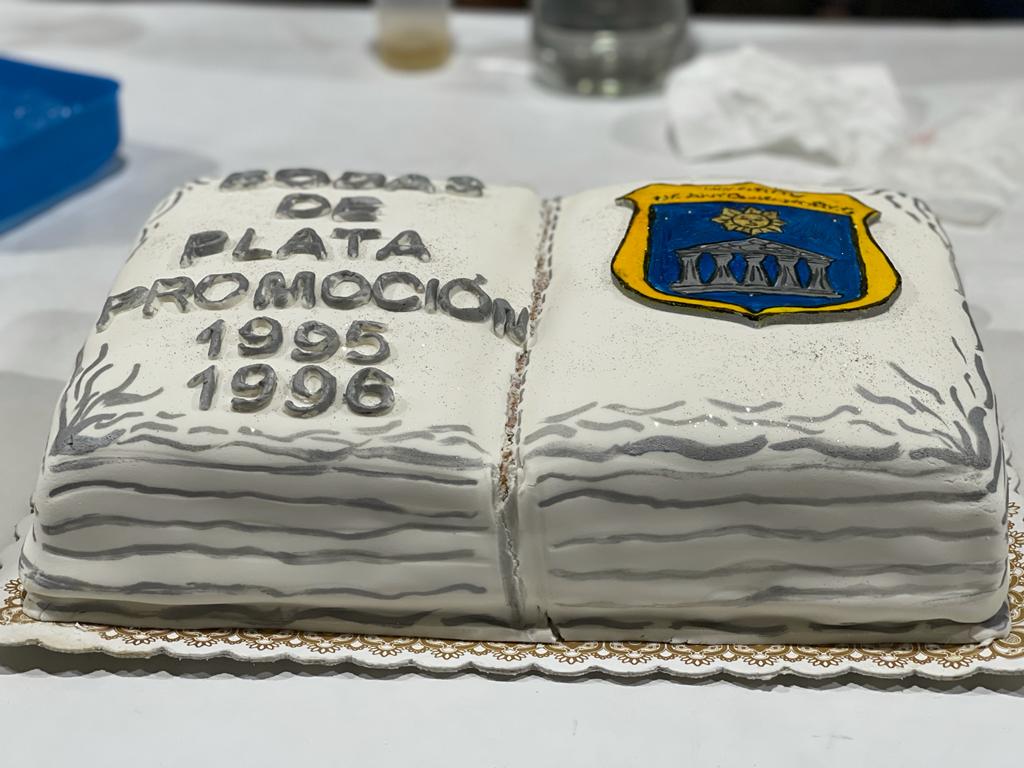 BODAS
DE
PLATA
PROMOCIÓN
1995
1996